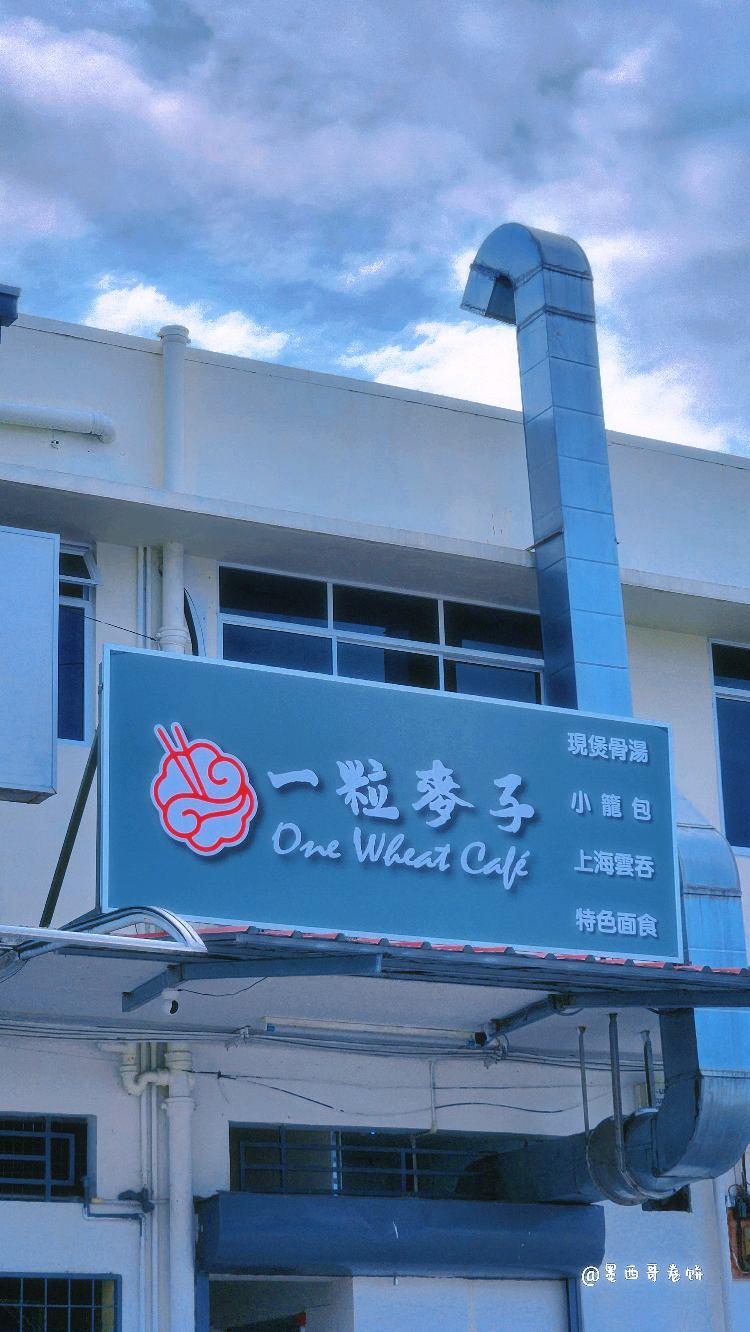 一粒麥子
One Wheat Café
現煲骨湯
小籠包
上海雲吞
特色面食
@墨西哥卷饼